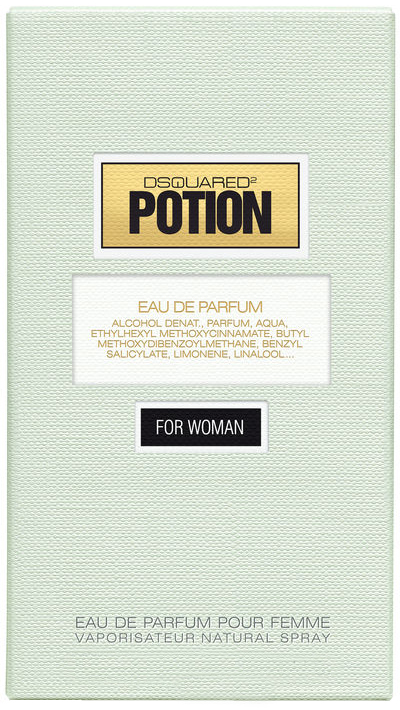 DSQUARED²
POTION
EAU DE PARFUM
ALCOHOL DENAT., PARFUM, AQUA,
ETHYLHEXYL METHOXYCINNAMATE, BUTYL
METHOXYDIBENZOYLMETHANE, BENZYL
SALICYLATE, LIMONENE, LINALOOL...
FOR WOMAN
EAU DE PARFUM POUR FEMME
VAPORISATEUR NATURAL SPRAY